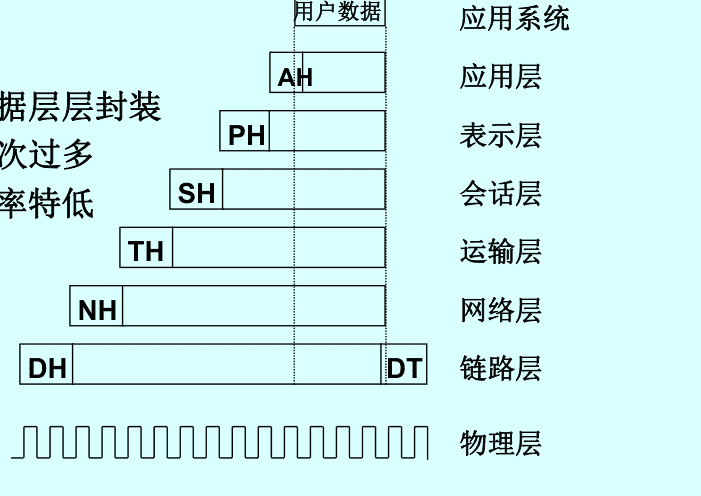 用户数据 应用系统
AH 应用层
据层层封装
PH 表示层
次过多
SH 会话层
率特低
TH 运输层
NH 网络层
DH DT 链路层
物理层